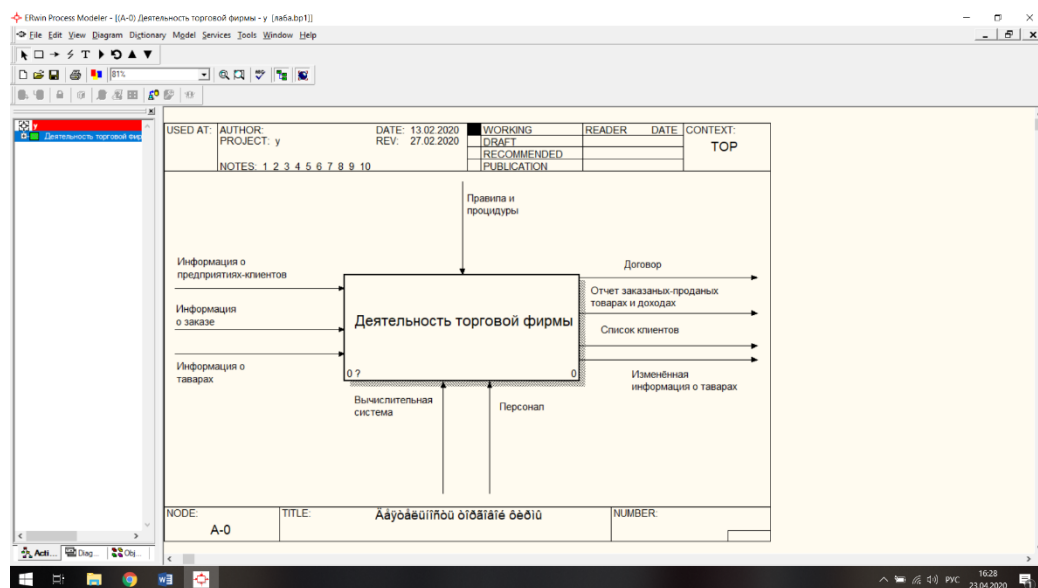 ERwin Process Modeler - [(A-0) Деятельность торговой фирмы - y [лаба.bp1]]
File Edit View Diagram Dictionary Model Services Tools Window Help
81%
y
Деятельность торговой фир
USED AT: AUTHOR: DATE: 13.02.2020 WORKING READER DATE CONTEXT:
PROJECT: y REV: 27.02.2020 DRAFT TOP
RECOMMENDED
NOTES: 1 2 3 4 5 6 7 8 9 10 PUBLICATION
Правила и
процидуры
Информация о
предприятиях-клиентов
Информация
о заказе
Информация о
таварах
Деятельность торговой фирмы
0 ? 0
Договор
Отчет заказаных-проданых
товарах и доходах
Список клиентов
Изменённая
информация о таварах
Вычислительная
система
Персонал
NODE: TITLE: Äåÿòåëüíîñòü òîðãîâîé ôèðìû NUMBER:
A-0
Acti... Diag... Obj...
РУС 16:28
23.04.2020